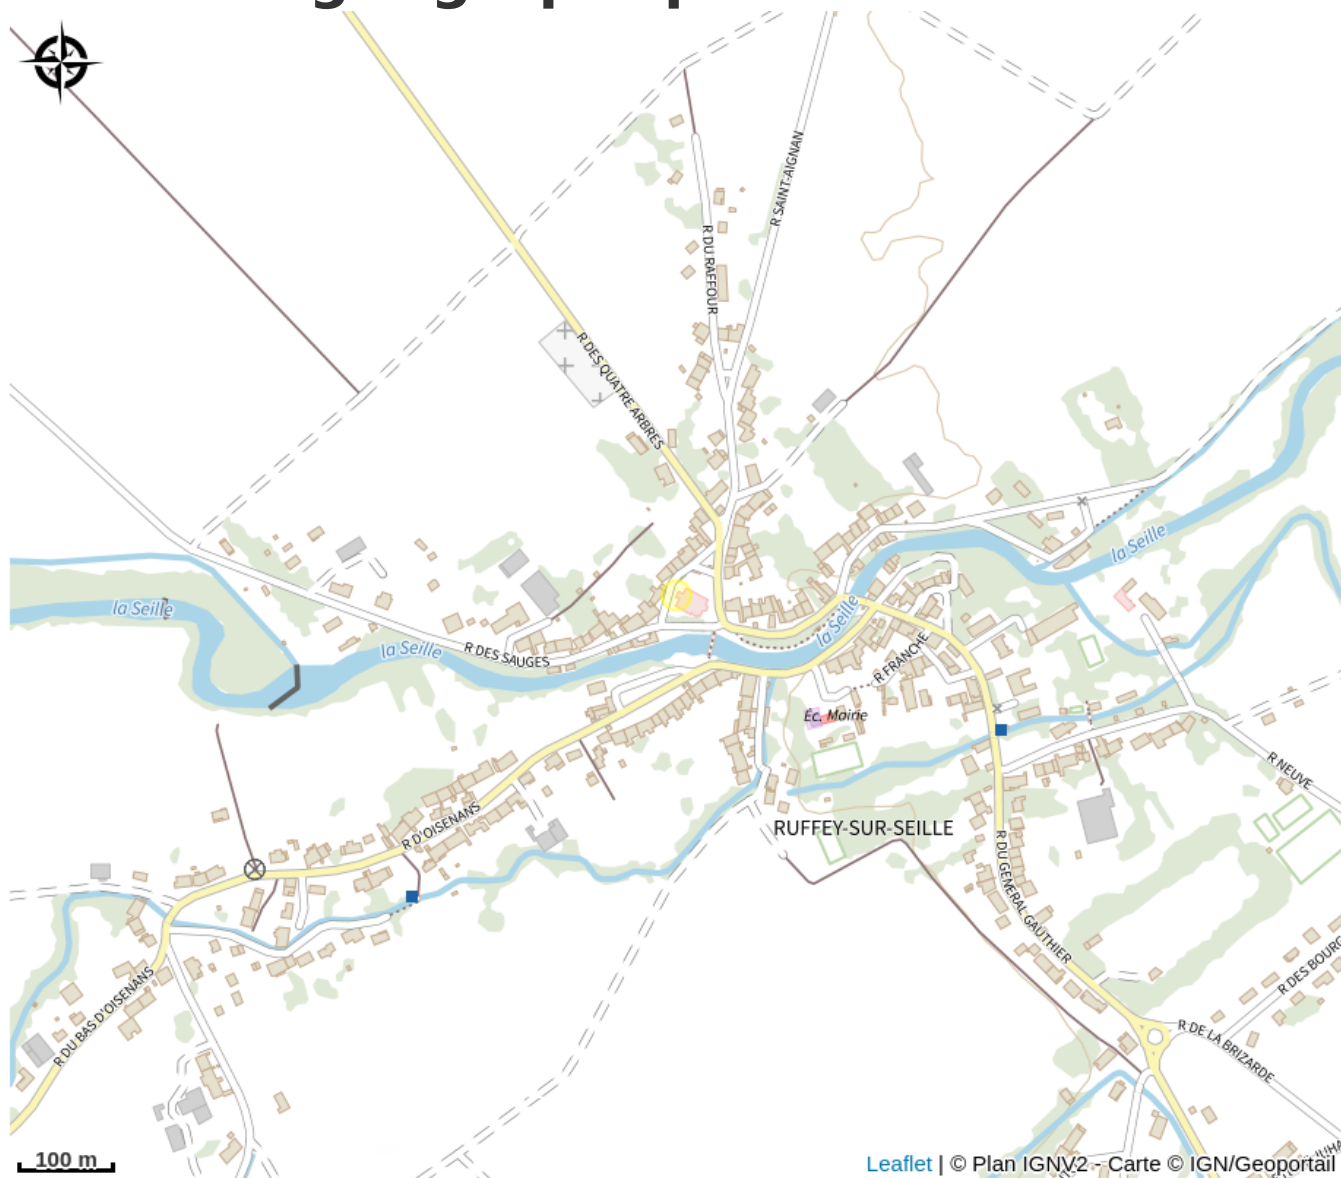 R SAINT-AIGNAN
R DU RAFFOUR
R DES QUATRE ARBRES
la Seille
la Seille
la Seille
la Seille
R DES SAUGES
R FRANCHE
Éc. Mairie
R NEUVE
R D'OISENANS
RUFFEY-SUR-SEILLE
R DU GENERAL GAUTHIER
R DU BAS D'OISENANS
R DES BOURG
R DE LA BRIZARDE
100 m
Leaflet | © Plan IGNV2 - Carte © IGN/Geoportail